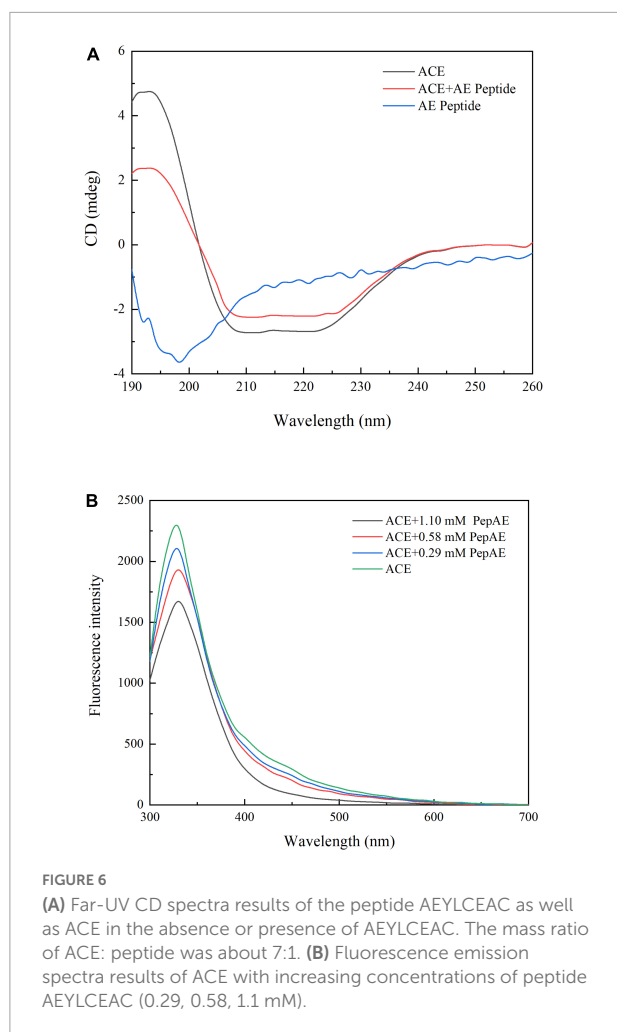 A
ACE
ACE+AE Peptide
AE Peptide
CD (mdeg)
6
4
2
0
-2
-4
190 200 210 220 230 240 250 260
Wavelength (nm)
B
ACE+1.10 mM PepAE
ACE+0.58 mM PepAE
ACE+0.29 mM PepAE
ACE
Fluorescence intensity
2500
2000
1500
1000
500
0
300 400 500 600 700
Wavelength (nm)
FIGURE 6
(A) Far-UV CD spectra results of the peptide AEYLCEAC as well
as ACE in the absence or presence of AEYLCEAC. The mass ratio
of ACE: peptide was about 7:1. (B) Fluorescence emission
spectra results of ACE with increasing concentrations of peptide
AEYLCEAC (0.29, 0.58, 1.1 mM).